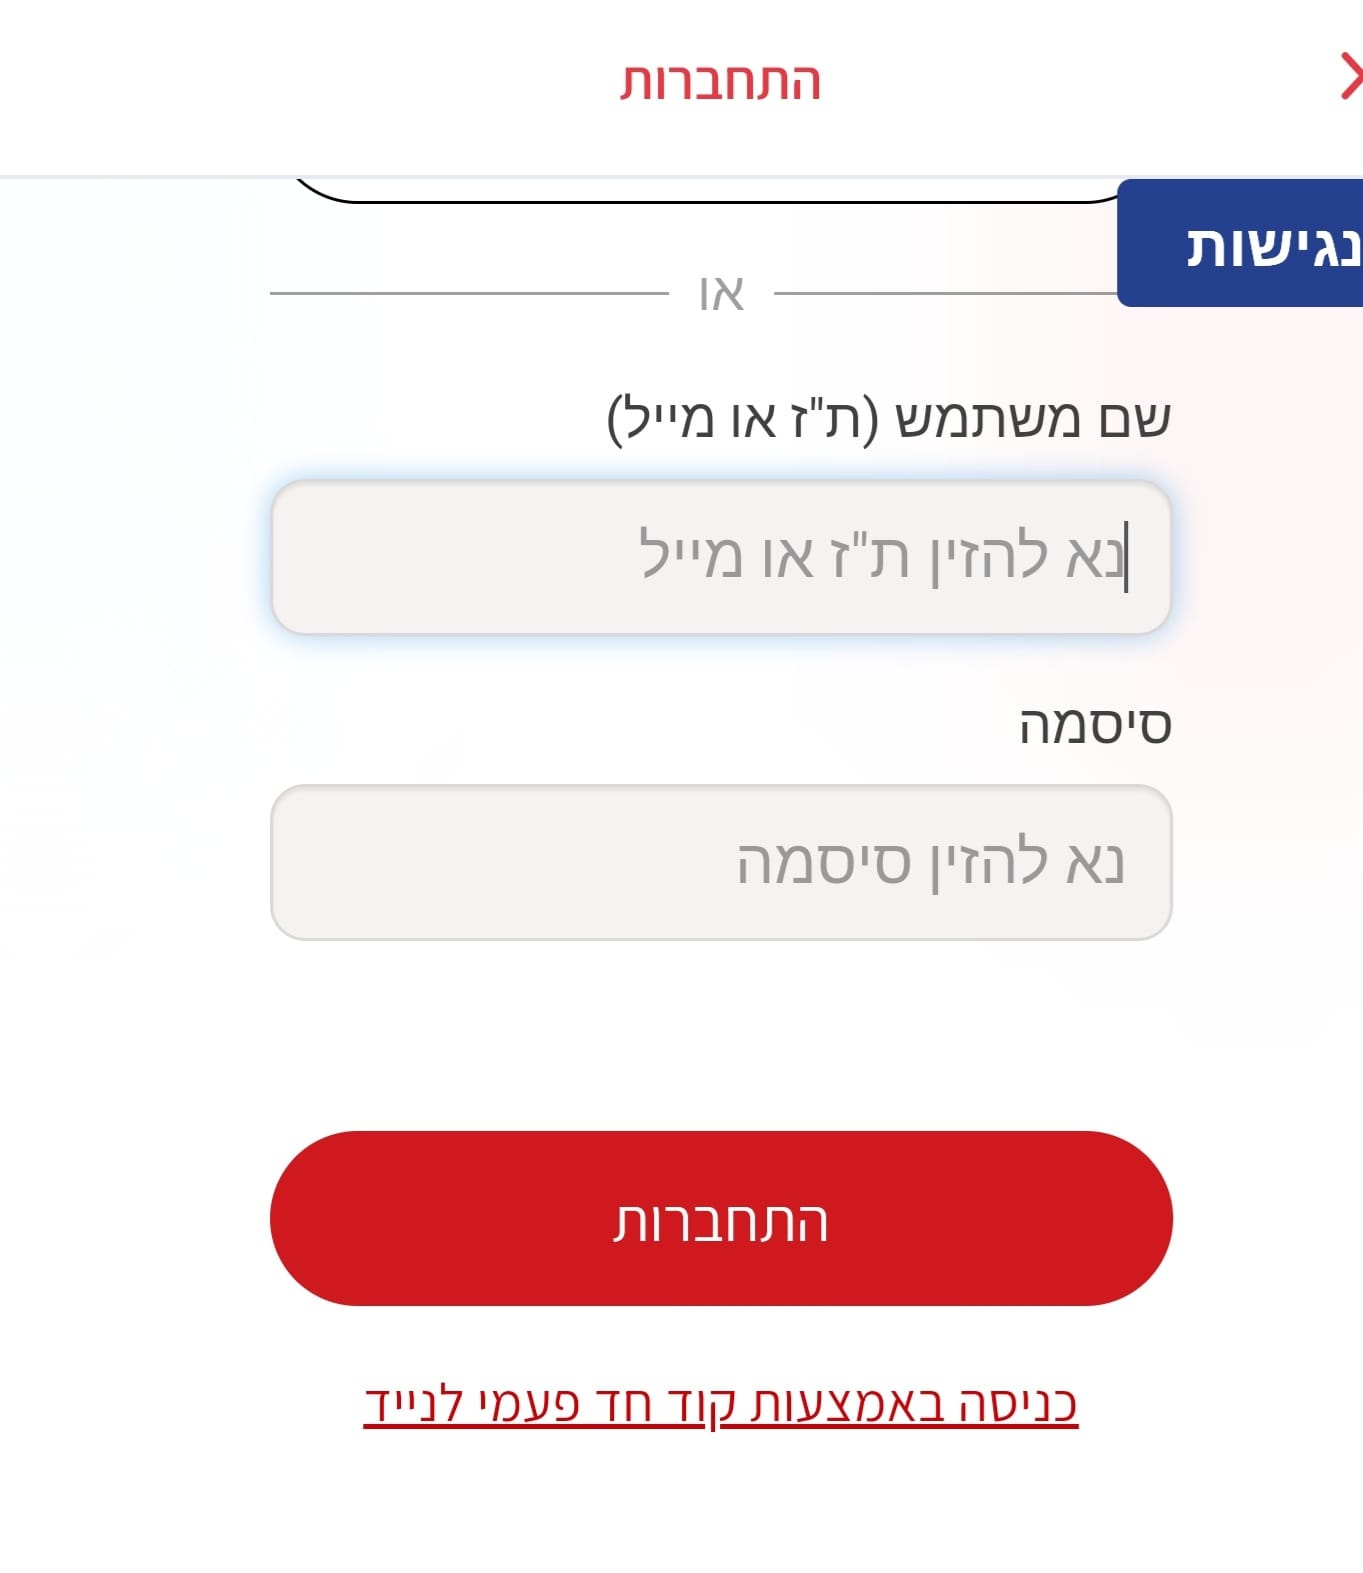 התחברות
נגישות
או
שם משתמש (ת"ז או מייל)
נא להזין ת"ז או מייל
סיסמה
נא להזין סיסמה
התחברות
כניסה באמצעות קוד חד פעמי לנייד